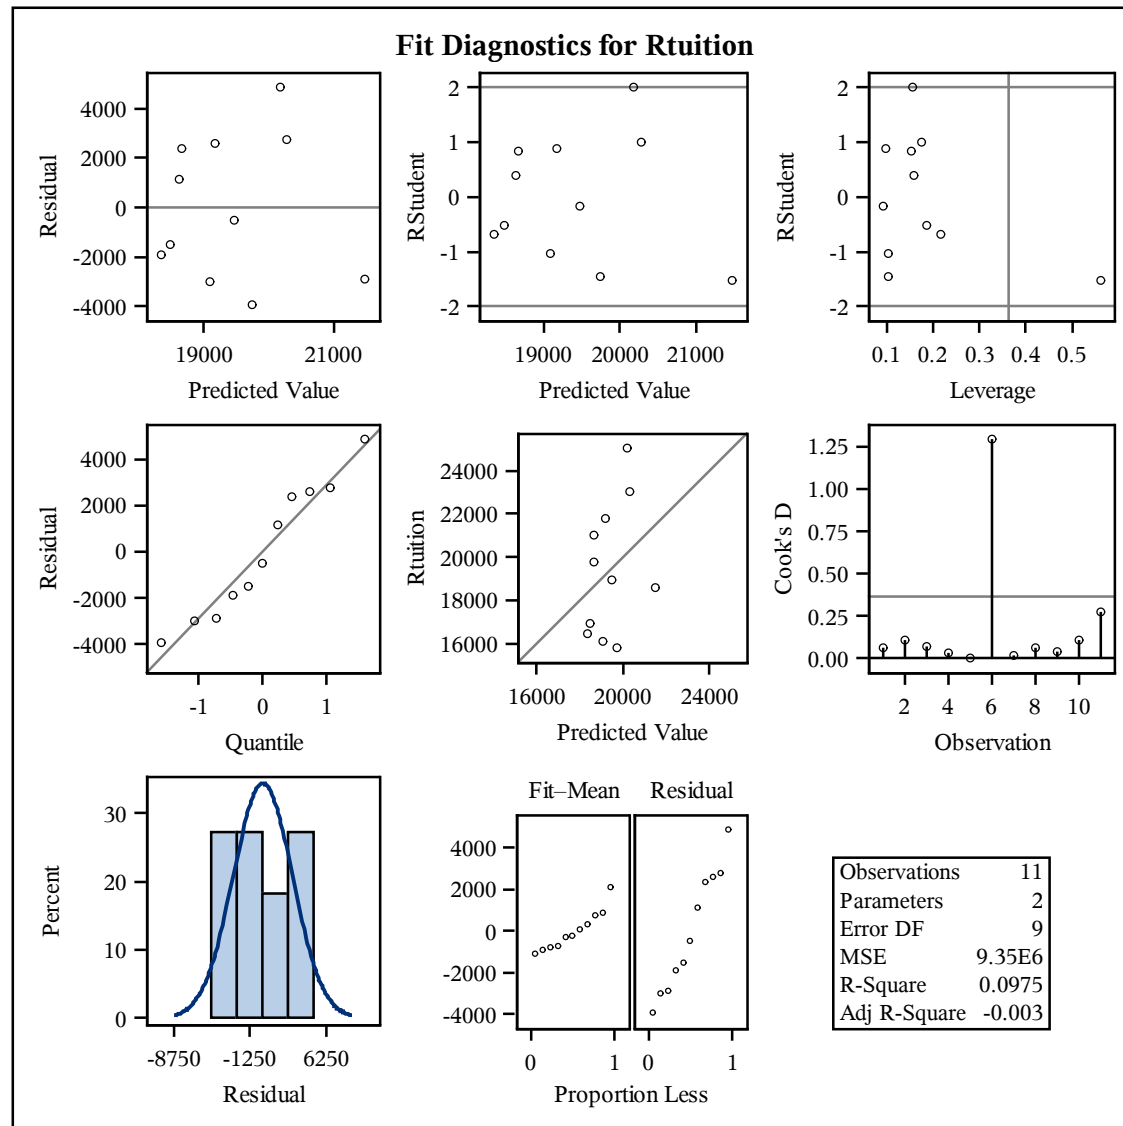 Fit Diagnostics for Rtuition
4000
2000
0
-2000
-4000
Residual
19000 21000
Predicted Value
2
1
0
-1
-2
RStudent
19000 20000 21000
Predicted Value
2
1
0
-1
-2
RStudent
0.1 0.2 0.3 0.4 0.5
Leverage
4000
2000
0
-2000
-4000
Residual
-1 0 1
Quantile
24000
22000
20000
18000
16000
Rtuition
16000 20000 24000
Predicted Value
1.25
1.00
0.75
0.50
0.25
0.00
Cook's D
2 4 6 8 10
Observation
30
20
10
0
Percent
-8750 -1250 6250
Residual
Fit–Mean Residual
4000
2000
0
-2000
-4000
0 1 0 1
Proportion Less
Observations 11
Parameters 2
Error DF 9
MSE 9.35E6
R-Square 0.0975
Adj R-Square -0.003